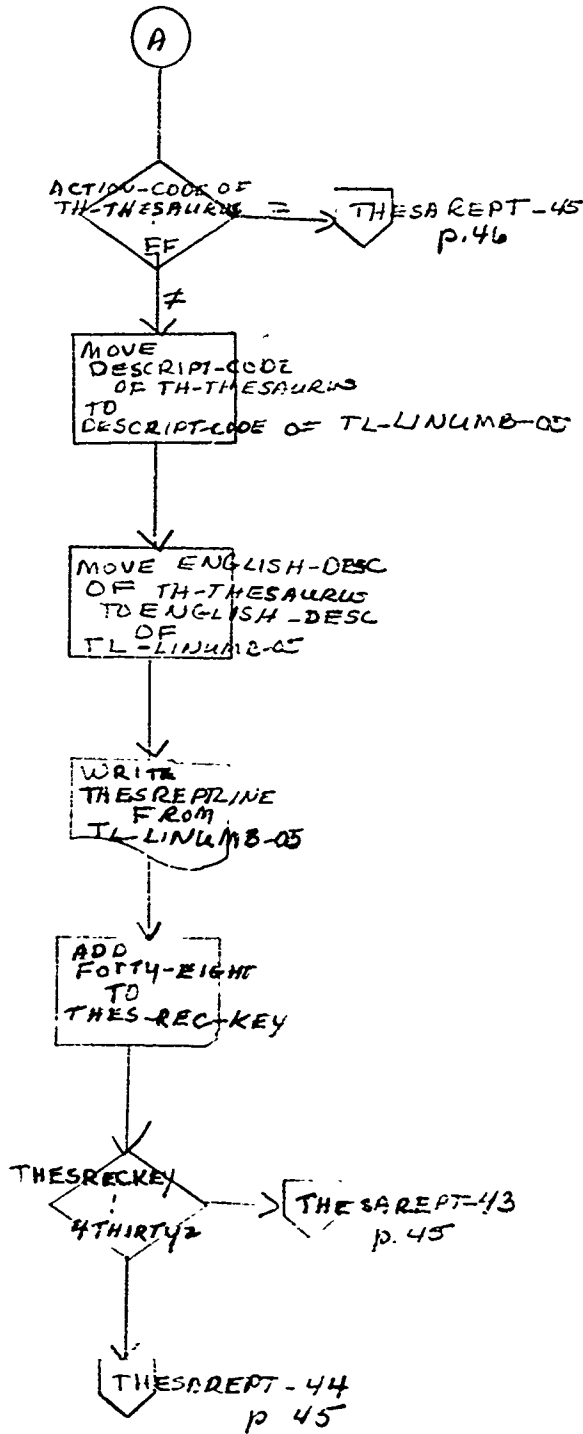 A
ACTION-CODE OF
TH-THESAURUS =
:
EF
THESAREPT-45
p.46
≠
MOVE
DESCRIPT-CODE
OF TH-THESAURUS
TO
DESCRIPT-CODE OF TL-LINUMB-05
MOVE ENGLISH-DESC
OF TH-THESAURUS
TO ENGLISH-DESC
OF
TL-LINUMB-05
WRITE
THESREPTLINE
FROM
TL-LINUMB-05
ADD
FORTY-EIGHT
TO
THES-REC-KEY
THESRECKEY
:
4THIRTY2
THESAREPT-43
p.45
THESAREPT-44
p 45